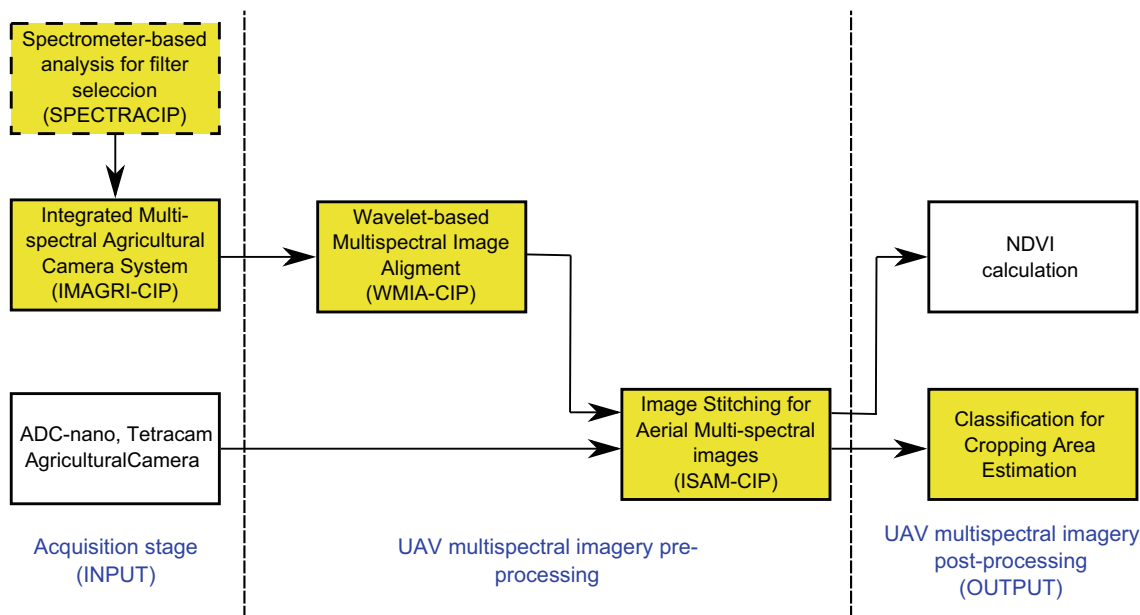 Spectrometer-based
analysis for filter
seleccion
(SPECTRACIP)
Integrated Multi-
spectral Agricultural
Camera System
(IMAGRI-CIP)
Wavelet-based
Multispectral Image
Aligment
(WMIA-CIP)
NDVI
calculation
ADC-nano, Tetracam
AgriculturalCamera
Image Stitching for
Aerial Multi-spectral
images
(ISAM-CIP)
Classification for
Cropping Area
Estimation
Acquisition stage
(INPUT)
UAV multispectral imagery pre-
processing
UAV multispectral imagery
post-processing
(OUTPUT)